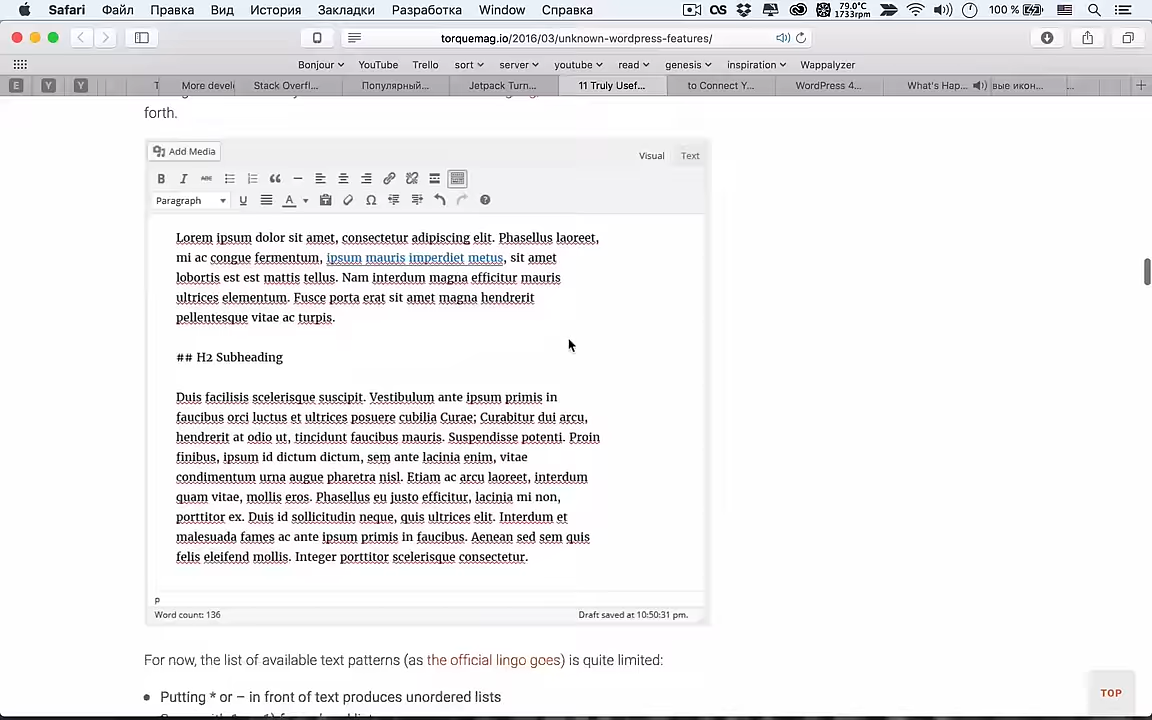 Safari Файл Правка Вид История Закладки Разработка Window Справка 79.0°C 1733rpm 100 %
torquemag.io/2016/03/unknown-wordpress-features/
Bonjour YouTube Trello sort server youtube read genesis inspiration Wappalyzer
E Y Y More devel Stack Overfl... Популярный... Jetpack Turn... 11 Truly Usef... to Connect Y... WordPress 4... What's Hap... вые икон...
forth.
Add Media
Visual Text
B I ABC
Paragraph U A Ω
Lorem ipsum dolor sit amet, consectetur adipiscing elit. Phasellus laoreet,
mi ac congue fermentum, ipsum mauris imperdiet metus, sit amet
lobortis est est mattis tellus. Nam interdum magna efficitur mauris
ultrices elementum. Fusce porta erat sit amet magna hendrerit
pellentesque vitae ac turpis.
## H2 Subheading
Duis facilisis scelerisque suscipit. Vestibulum ante ipsum primis in
faucibus orci luctus et ultrices posuere cubilia Curae; Curabitur dui arcu,
hendrerit at odio ut, tincidunt faucibus mauris. Suspendisse potenti. Proin
finibus, ipsum id dictum dictum, sem ante lacinia enim, vitae
condimentum urna augue pharetra nisl. Etiam ac arcu laoreet, interdum
quam vitae, mollis eros. Phasellus eu justo efficitur, lacinia mi non,
porttitor ex. Duis id sollicitudin neque, quis ultrices elit. Interdum et
malesuada fames ac ante ipsum primis in faucibus. Aenean sed sem quis
felis eleifend mollis. Integer porttitor scelerisque consectetur.
p
Word count: 136 Draft saved at 10:50:31 pm.
For now, the list of available text patterns (as the official lingo goes) is quite limited:
Putting * or – in front of text produces unordered lists
TOP